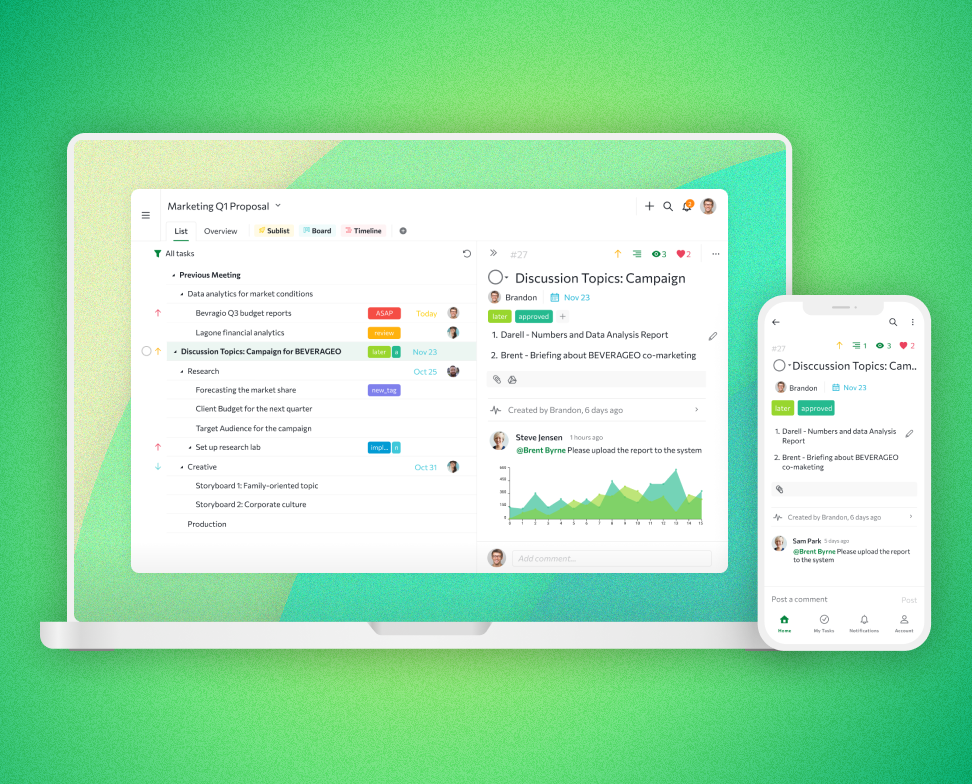 Marketing Q1 Proposal
2
List Overview Sublist Board Timeline
All tasks
Previous Meeting
Data analytics for market conditions
Bevragio Q3 budget reports ASAP Today
Lagone financial analytics review
Discussion Topics: Campaign for BEVERAGEO later a Nov 23
Research Oct 25
Forecasting the market share new_tag
Client Budget for the next quarter
Target Audience for the campaign
Set up research lab impl... n
Creative Oct 31
Storyboard 1: Family-oriented topic
Storyboard 2: Corporate culture
Production
#27 3 2
Discussion Topics: Campaign
Brandon Nov 23
later approved +
1. Darell - Numbers and Data Analysis Report
2. Brent - Briefing about BEVERAGEO co-marketing
Created by Brandon, 6 days ago
Steve Jensen 1 hours ago
@Brent Byrne Please upload the report to the system
600
400
300
150
0
0 1 2 3 4 5 6 7 8 9 10 11 12 13 14 15
Add comment...
#27 1 3 2
Disccussion Topics: Cam..
Brandon Nov 23
later approved
1. Darell - Numbers and data Analysis
Report
2. Brent - Briefing about BEVERAGEO
co-maketing
Created by Brandon, 6 days ago
Sam Park 5 days ago
@Brent Byrne Please upload the report
to the system
Post a comment Post
Home My Tasks Notifications Account